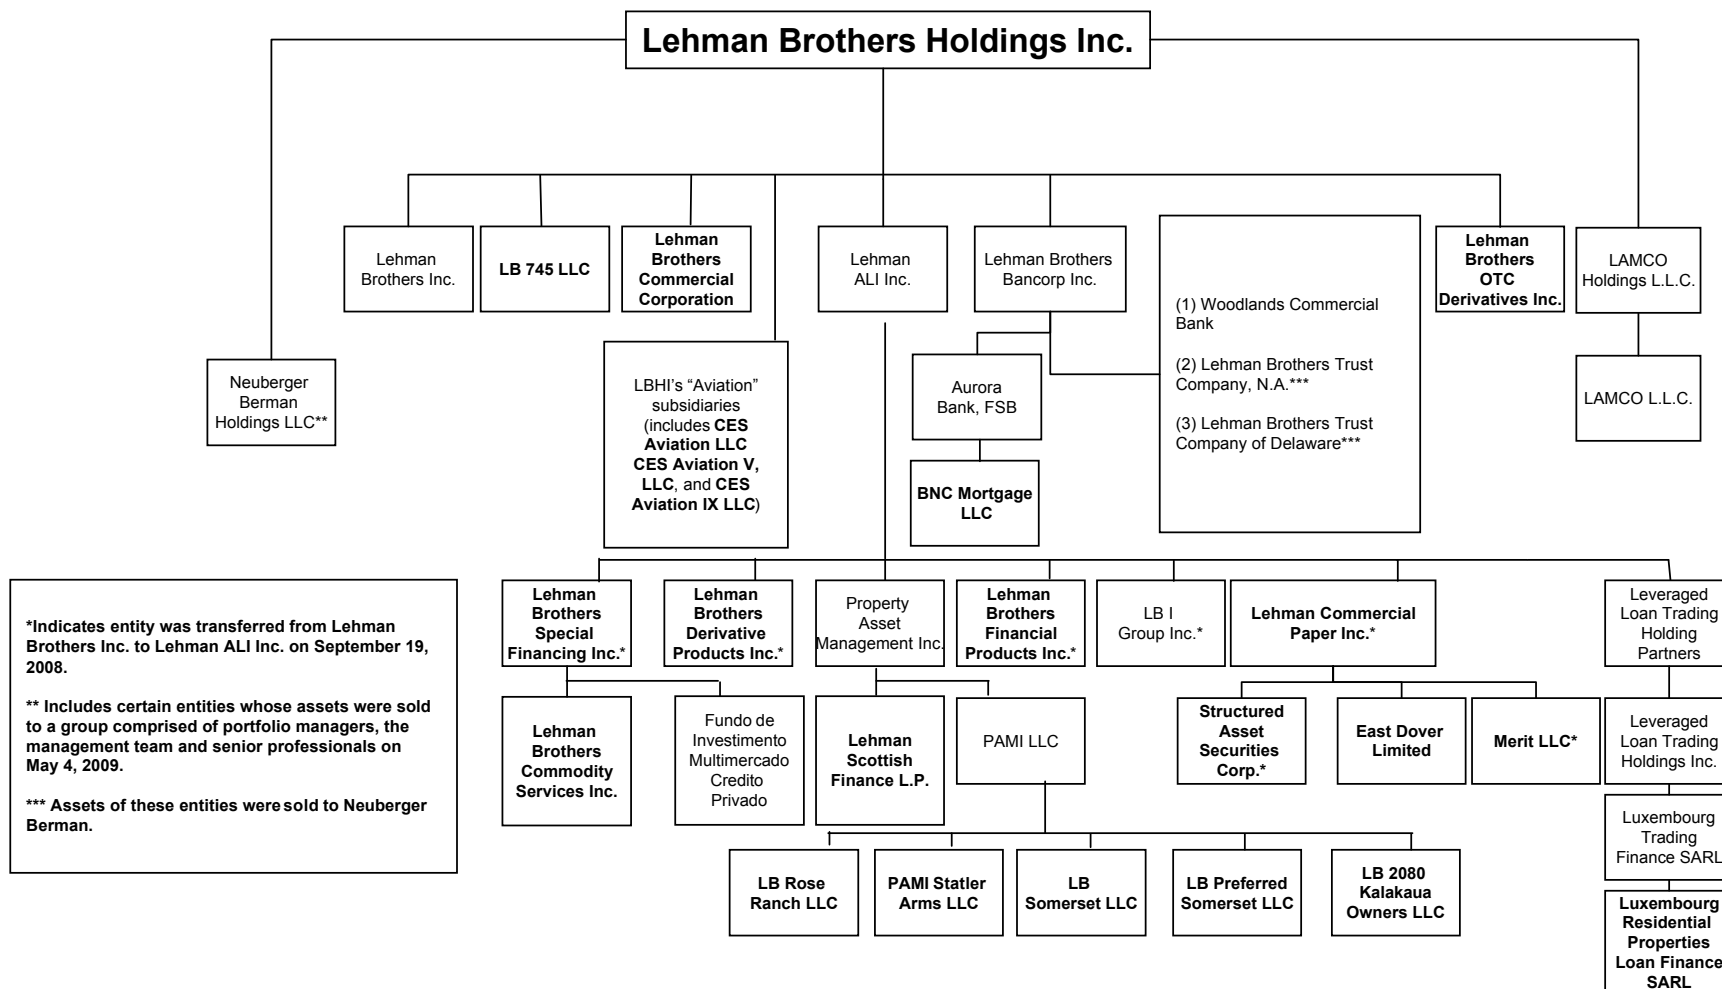 Lehman Brothers Holdings Inc.
Lehman
Brothers Inc.
LB 745 LLC
Lehman
Brothers
Commercial
Corporation
Lehman
ALI Inc.
Lehman Brothers
Bancorp Inc.
(1) Woodlands Commercial
Bank
(2) Lehman Brothers Trust
Company, N.A.***
(3) Lehman Brothers Trust
Company of Delaware***
Lehman
Brothers
OTC
Derivatives Inc.
LAMCO
Holdings L.L.C.
Neuberger
Berman
Holdings LLC**
LBHI’s “Aviation”
subsidiaries
(includes CES
Aviation LLC
CES Aviation V,
LLC, and CES
Aviation IX LLC)
Aurora
Bank, FSB
LAMCO L.L.C.
BNC Mortgage
LLC
*Indicates entity was transferred from Lehman
Brothers Inc. to Lehman ALI Inc. on September 19,
2008.
** Includes certain entities whose assets were sold
to a group comprised of portfolio managers, the
management team and senior professionals on
May 4, 2009.
*** Assets of these entities were sold to Neuberger
Berman.
Lehman
Brothers
Special
Financing Inc.*
Lehman
Brothers
Derivative
Products Inc.*
Property
Asset
Management Inc.
Lehman
Brothers
Financial
Products Inc.*
LB I
Group Inc.*
Lehman Commercial
Paper Inc.*
Leveraged
Loan Trading
Holding
Partners
Lehman
Brothers
Commodity
Services Inc.
Fundo de
Investimento
Multimercado
Credito
Privado
Lehman
Scottish
Finance L.P.
PAMI LLC
Structured
Asset
Securities
Corp.*
East Dover
Limited
Merit LLC*
Leveraged
Loan Trading
Holdings Inc.
Luxembourg
Trading
Finance SARL
LB Rose
Ranch LLC
PAMI Statler
Arms LLC
LB
Somerset LLC
LB Preferred
Somerset LLC
LB 2080
Kalakaua
Owners LLC
Luxembourg
Residential
Properties
Loan Finance
SARL